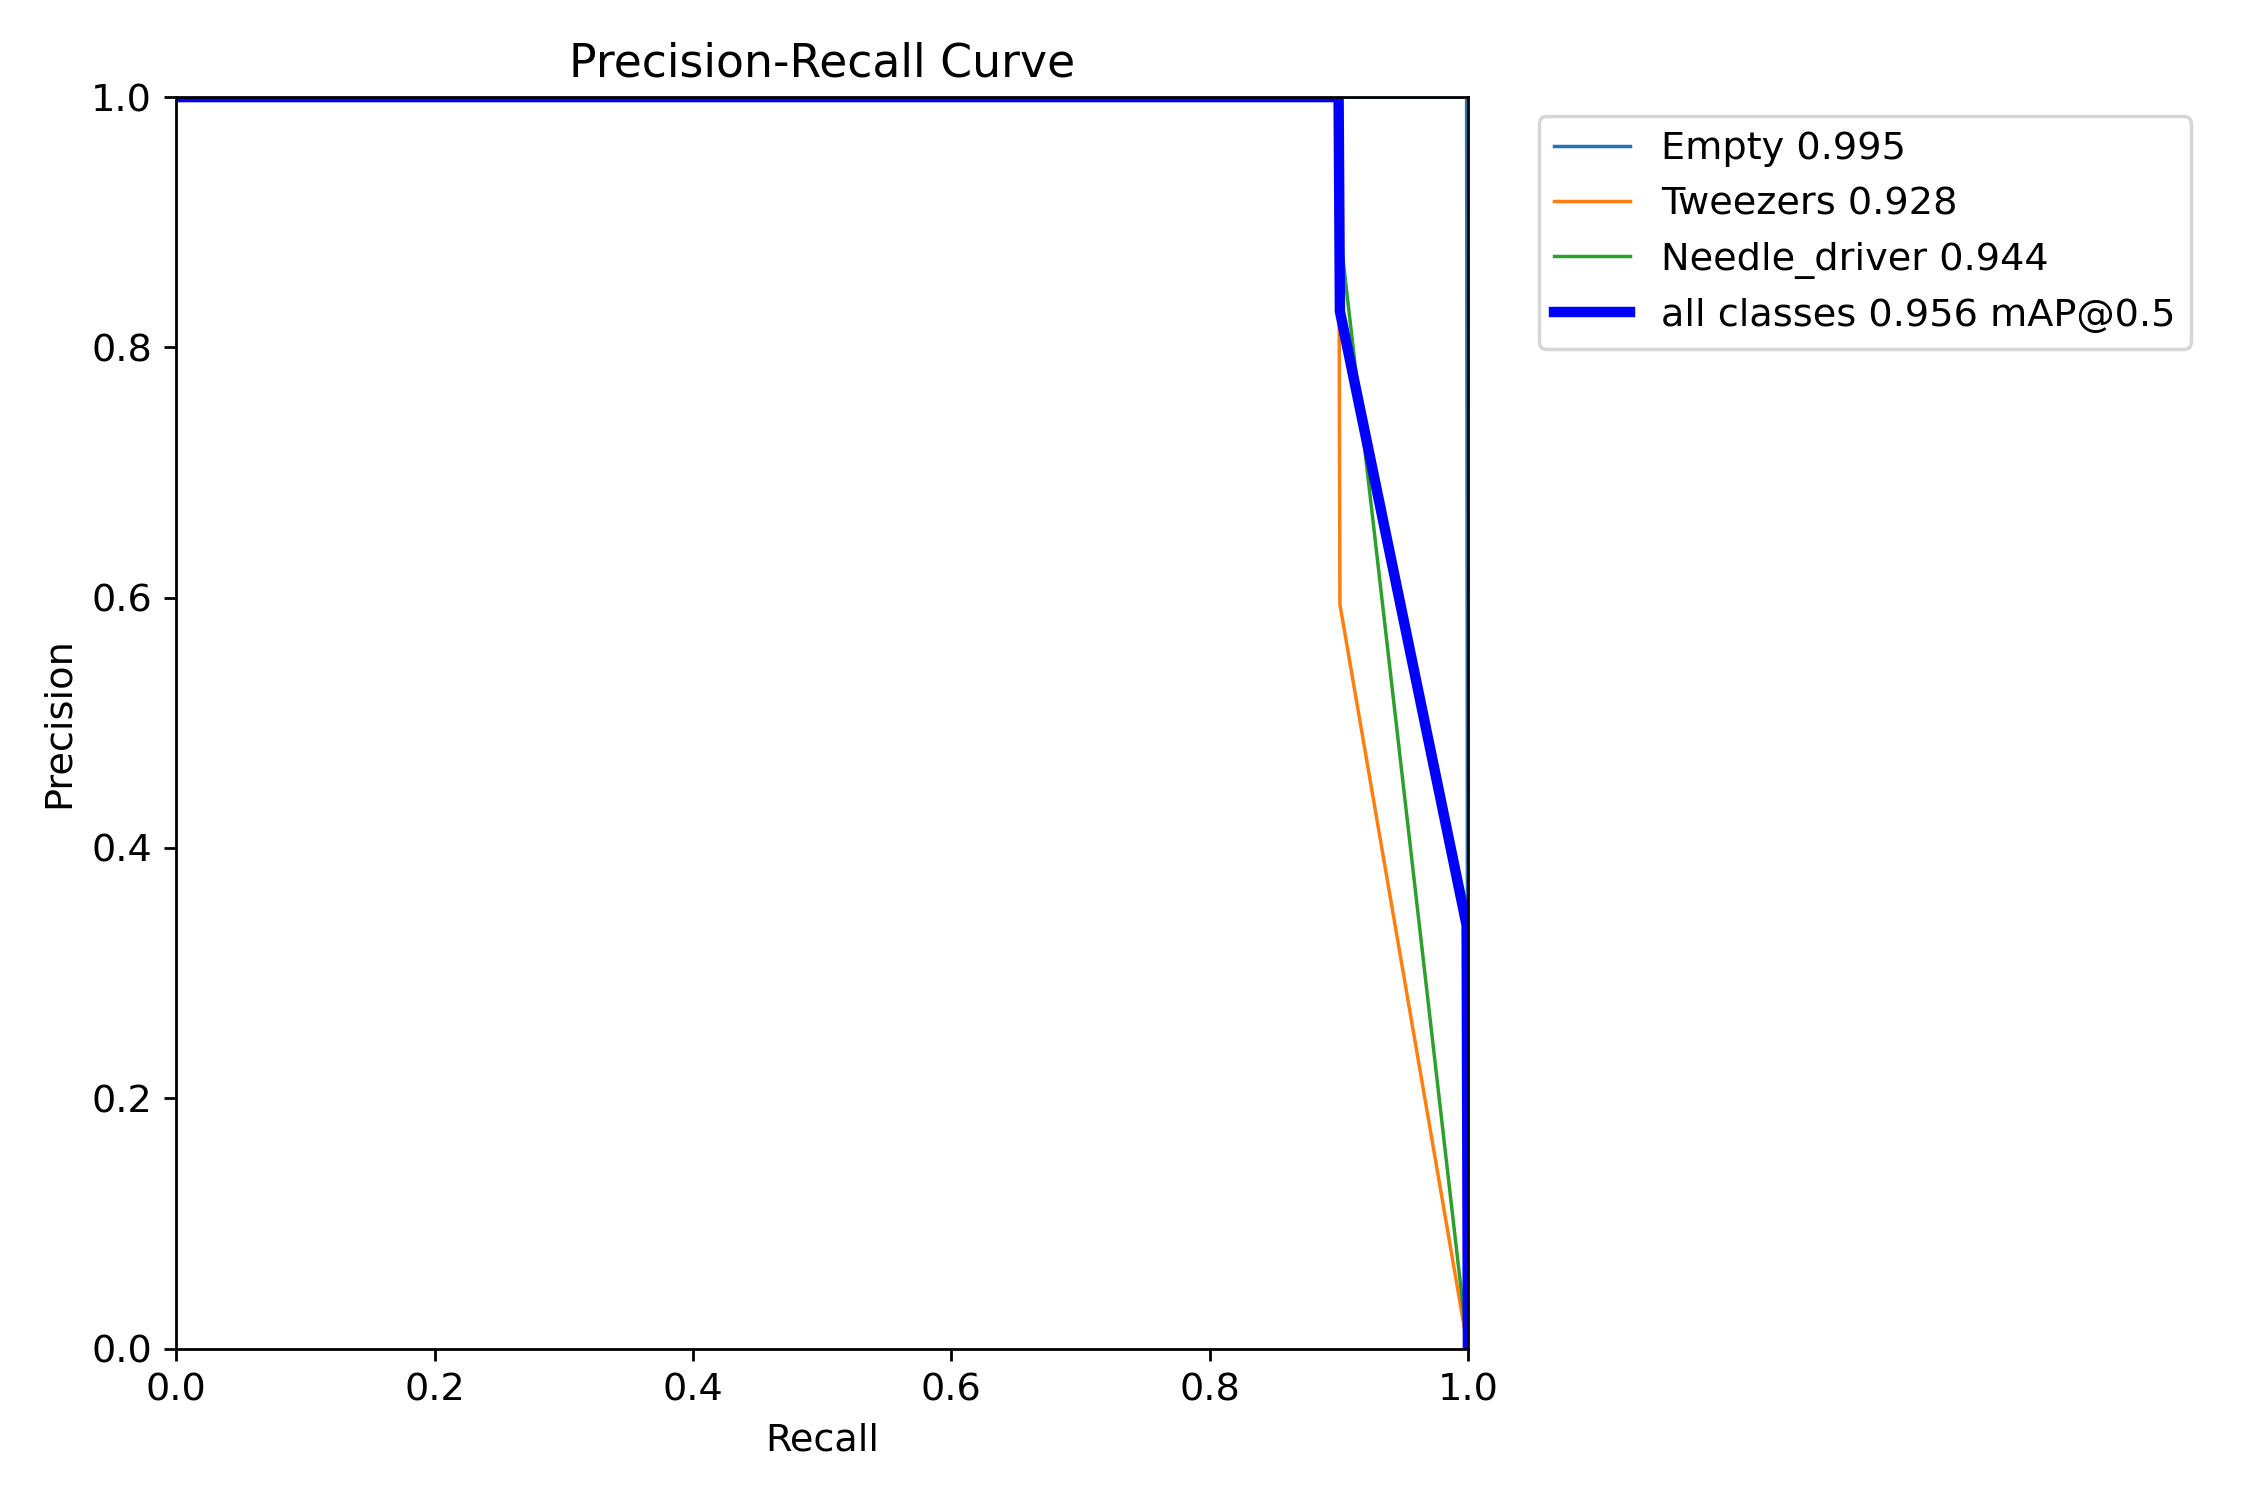 Precision-Recall Curve
1.0
0.8
0.6
0.4
0.2
0.0
Precision
0.0 0.2 0.4 0.6 0.8 1.0
Recall
Empty 0.995
Tweezers 0.928
Needle_driver 0.944
all classes 0.956 mAP@0.5